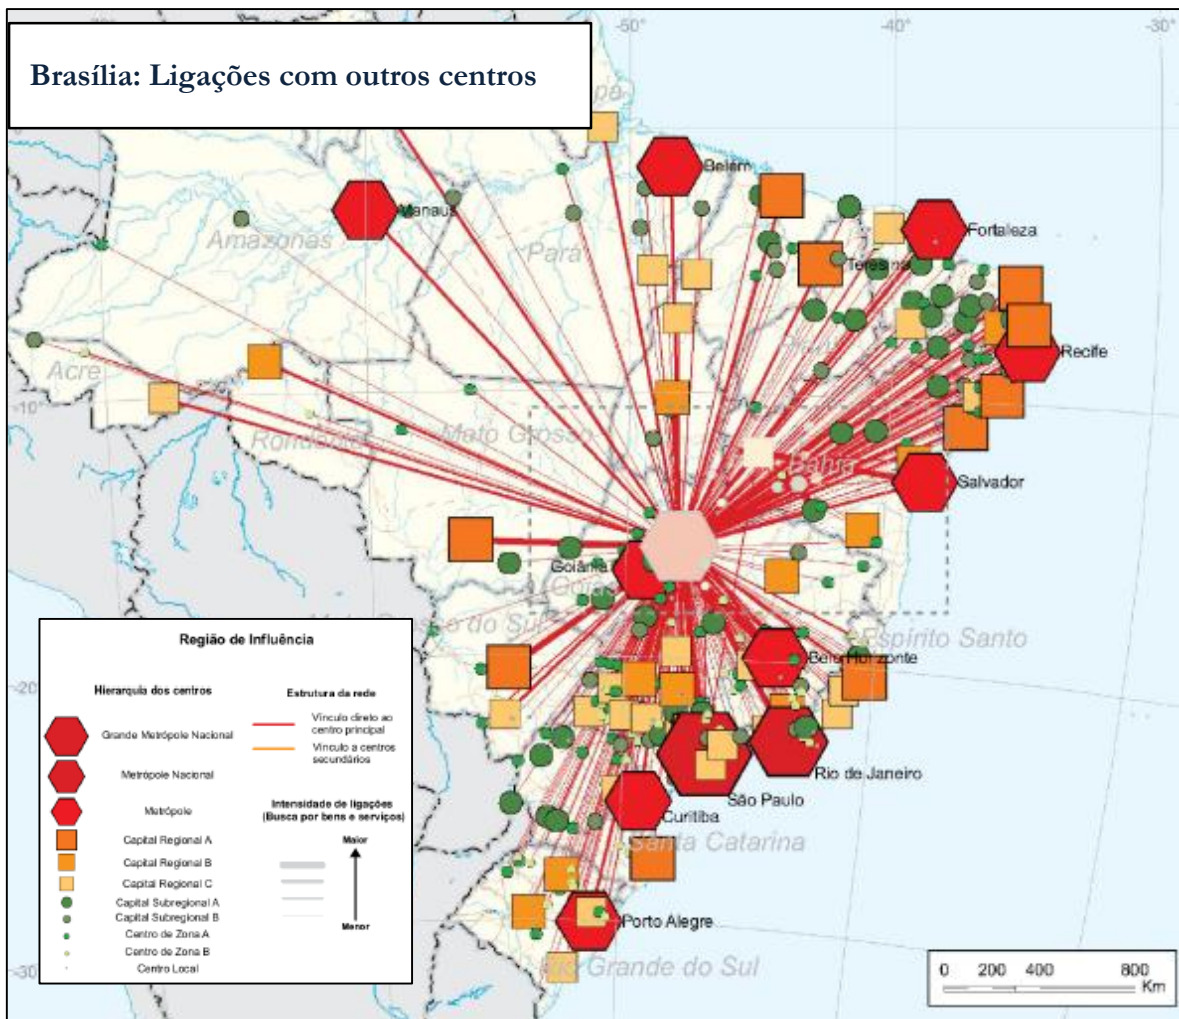 Brasília: Ligações com outros centros
-50°
-40°
-30°
Belém
Manaus
Amazonas
Pará
Fortaleza
Teresina
Recife
Acre
-10°
Rondônia
Mato Grosso
Bahia
Salvador
Goiânia
Goiás
Espírito Santo
Belo Horizonte
-20°
Rio de Janeiro
São Paulo
Curitiba
Santa Catarina
Porto Alegre
Rio Grande do Sul
-30°
Região de Influência
Hierarquia dos centros
Estrutura da rede
Grande Metrópole Nacional
Vínculo direto ao
centro principal
Vínculo a centros
secundários
Metrópole Nacional
Metrópole
Intensidade de ligações
(Busca por bens e serviços)
Capital Regional A
Maior
Capital Regional B
Capital Regional C
Capital Subregional A
Capital Subregional B
Menor
Centro de Zona A
Centro de Zona B
Centro Local
0 200 400 800
Km